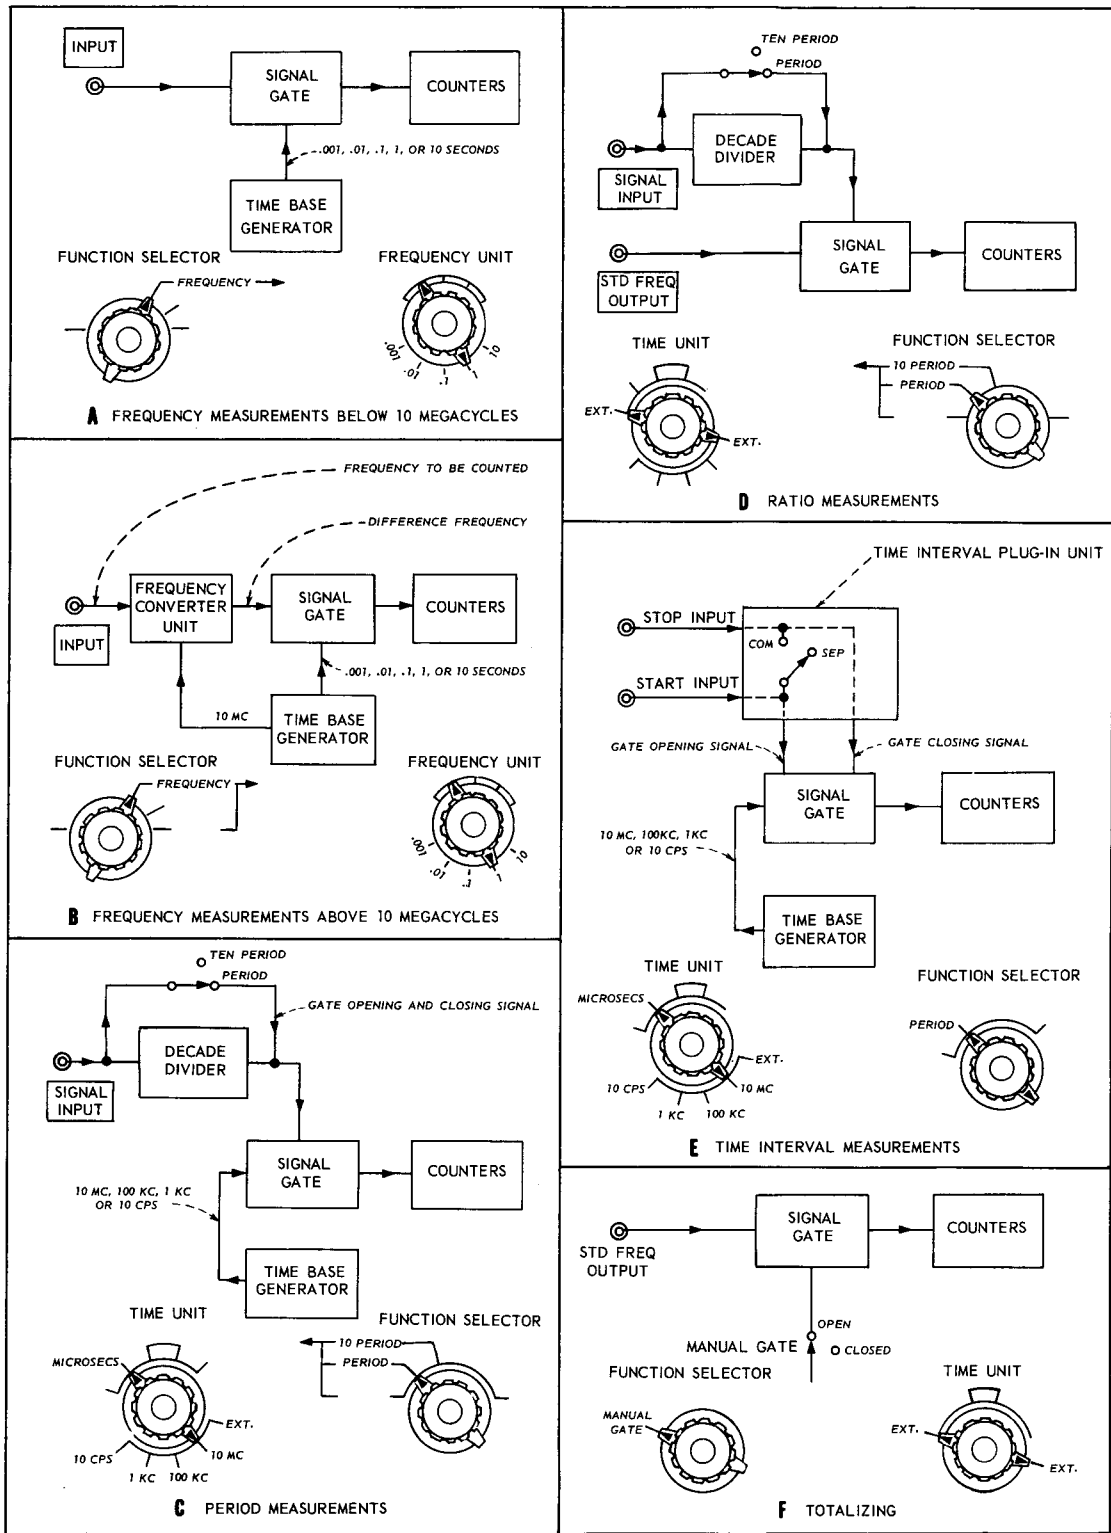 INPUT
SIGNAL
GATE
COUNTERS
.001, .01, .1, 1, OR 10 SECONDS
TIME BASE
GENERATOR
FUNCTION SELECTOR
FREQUENCY
FREQUENCY UNIT
.001
.01
.1
1
10
A FREQUENCY MEASUREMENTS BELOW 10 MEGACYCLES
FREQUENCY TO BE COUNTED
DIFFERENCE FREQUENCY
FREQUENCY
CONVERTER
UNIT
SIGNAL
GATE
COUNTERS
INPUT
.001, .01, .1, 1, OR 10 SECONDS
10 MC
TIME BASE
GENERATOR
FUNCTION SELECTOR
FREQUENCY
FREQUENCY UNIT
.001
.01
.1
1
10
B FREQUENCY MEASUREMENTS ABOVE 10 MEGACYCLES
TEN PERIOD
PERIOD
GATE OPENING AND CLOSING SIGNAL
DECADE
DIVIDER
SIGNAL
INPUT
SIGNAL
GATE
COUNTERS
10 MC, 100 KC, 1 KC
OR 10 CPS
TIME BASE
GENERATOR
TIME UNIT
MICROSECS
EXT.
10 MC
100 KC
1 KC
10 CPS
FUNCTION SELECTOR
10 PERIOD
PERIOD
C PERIOD MEASUREMENTS
TEN PERIOD
PERIOD
DECADE
DIVIDER
SIGNAL
INPUT
SIGNAL
GATE
COUNTERS
STD FREQ
OUTPUT
TIME UNIT
EXT.
EXT.
FUNCTION SELECTOR
10 PERIOD
PERIOD
D RATIO MEASUREMENTS
TIME INTERVAL PLUG-IN UNIT
STOP INPUT
COM
SEP
START INPUT
GATE OPENING SIGNAL
GATE CLOSING SIGNAL
SIGNAL
GATE
COUNTERS
10 MC, 100KC, 1KC
OR 10 CPS
TIME BASE
GENERATOR
TIME UNIT
MICROSECS
EXT.
10 MC
100 KC
1 KC
10 CPS
FUNCTION SELECTOR
PERIOD
E TIME INTERVAL MEASUREMENTS
SIGNAL
GATE
COUNTERS
STD FREQ
OUTPUT
OPEN
MANUAL GATE
CLOSED
FUNCTION SELECTOR
MANUAL
GATE
TIME UNIT
EXT.
EXT.
F TOTALIZING